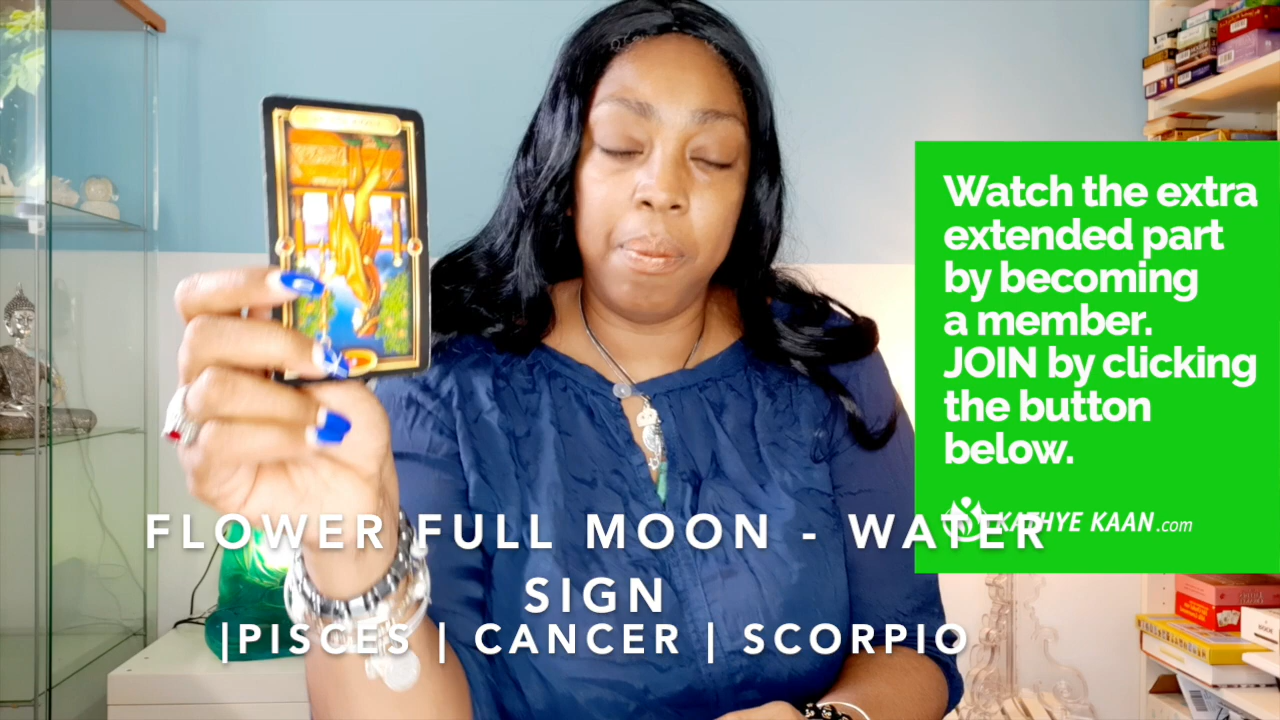 Watch the extra
extended part
by becoming
a member.
JOIN by clicking
the button
below.
KATHYE KAAN.com
FLOWER FULL MOON - WATER
SIGN
|PISCES | CANCER | SCORPIO